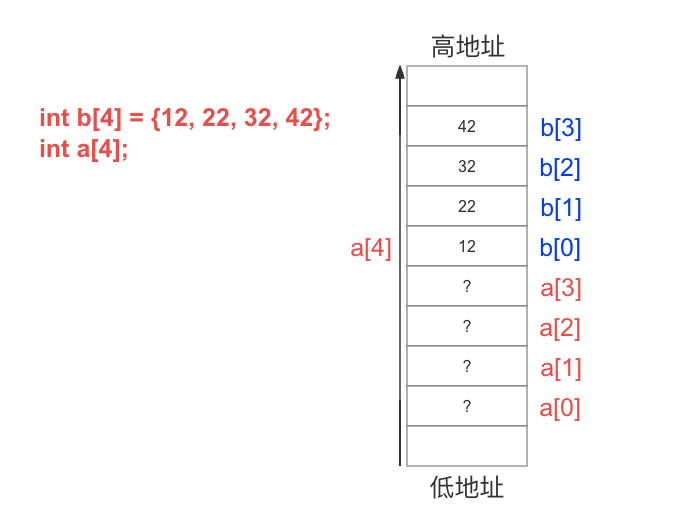 高地址
int b[4] = {12, 22, 32, 42};
int a[4];
42 b[3]
32 b[2]
22 b[1]
a[4] 12 b[0]
? a[3]
? a[2]
? a[1]
? a[0]
低地址